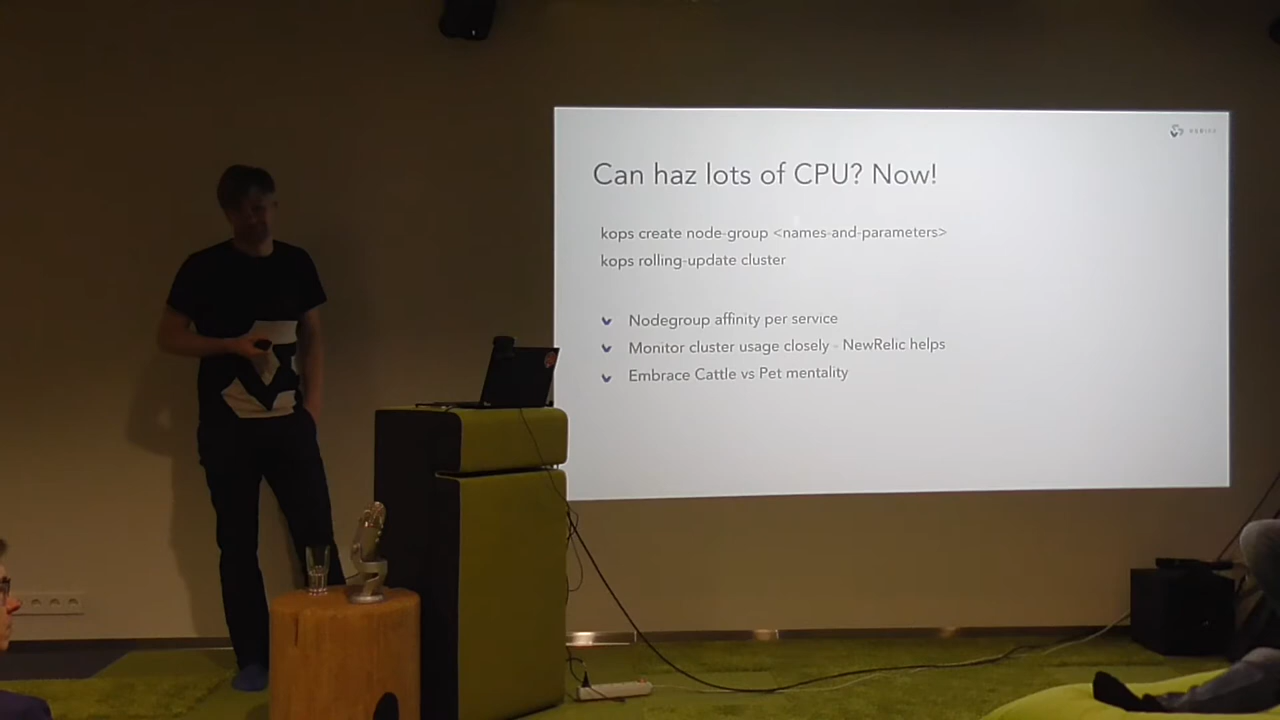 Can haz lots of CPU? Now!
kops create node-group <names-and-parameters>
kops rolling-update cluster
Nodegroup affinity per service
Monitor cluster usage closely - NewRelic helps
Embrace Cattle vs Pet mentality